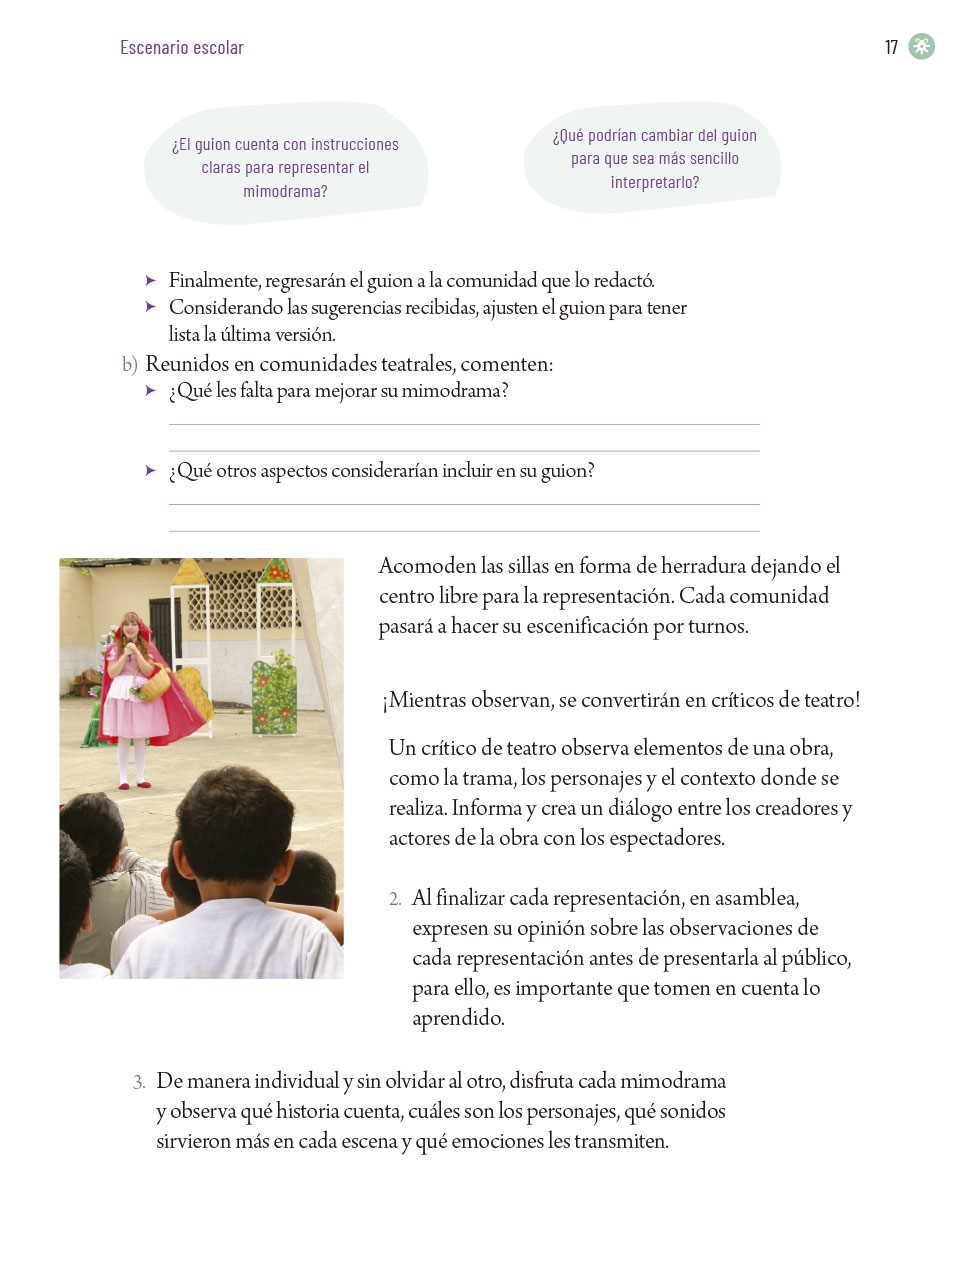 Escenario escolar
17
¿El guion cuenta con instrucciones
claras para representar el
mimodrama?
¿Qué podrían cambiar del guion
para que sea más sencillo
interpretarlo?
➤ Finalmente, regresarán el guion a la comunidad que lo redactó.
➤ Considerando las sugerencias recibidas, ajusten el guion para tener
lista la última versión.
b) Reunidos en comunidades teatrales, comenten:
➤ ¿Qué les falta para mejorar su mimodrama?
➤ ¿Qué otros aspectos considerarían incluir en su guion?
Acomoden las sillas en forma de herradura dejando el
centro libre para la representación. Cada comunidad
pasará a hacer su escenificación por turnos.
¡Mientras observan, se convertirán en críticos de teatro!
Un crítico de teatro observa elementos de una obra,
como la trama, los personajes y el contexto donde se
realiza. Informa y crea un diálogo entre los creadores y
actores de la obra con los espectadores.
2. Al finalizar cada representación, en asamblea,
expresen su opinión sobre las observaciones de
cada representación antes de presentarla al público,
para ello, es importante que tomen en cuenta lo
aprendido.
3. De manera individual y sin olvidar al otro, disfruta cada mimodrama
y observa qué historia cuenta, cuáles son los personajes, qué sonidos
sirvieron más en cada escena y qué emociones les transmiten.